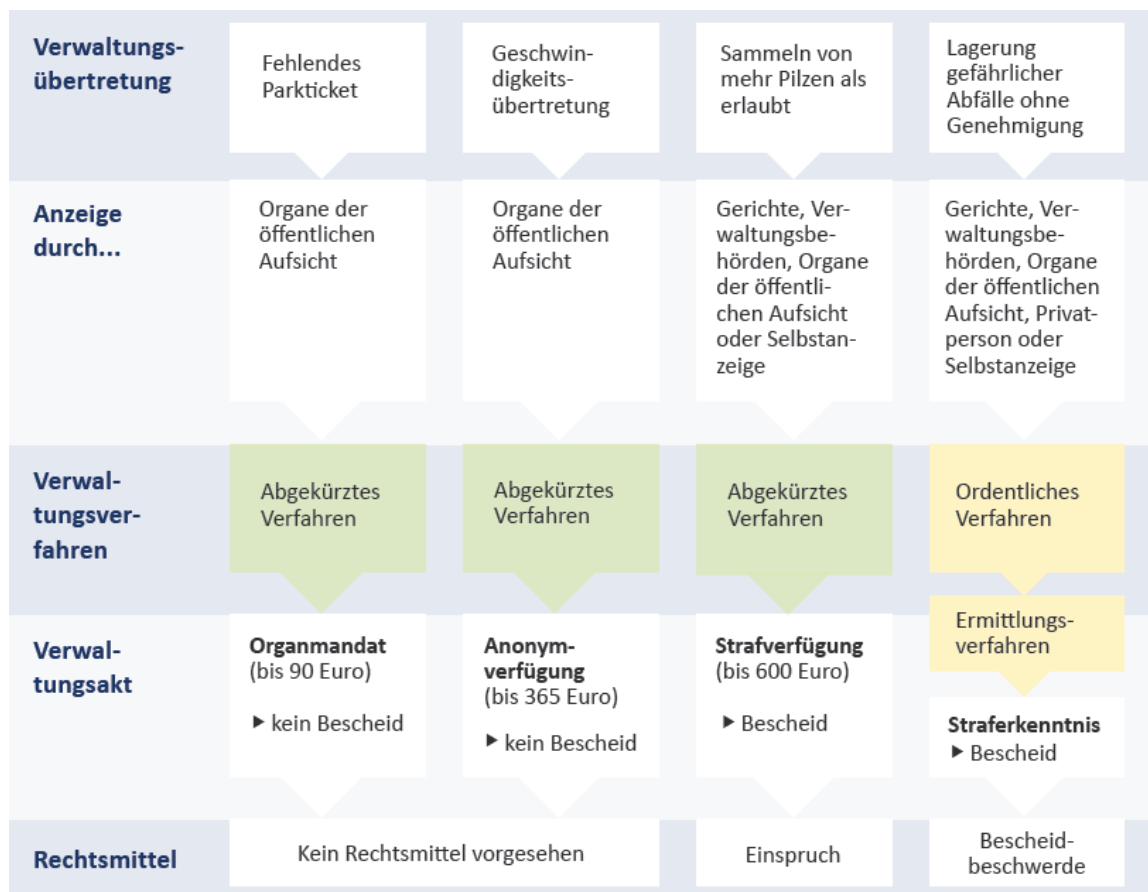 Verwaltungs-
übertretung
Fehlendes
Parkticket
Geschwin-
digkeits-
übertretung
Sammeln von
mehr Pilzen als
erlaubt
Lagerung
gefährlicher
Abfälle ohne
Genehmigung
Anzeige
durch...
Organe der
öffentlichen
Aufsicht
Organe der
öffentlichen
Aufsicht
Gerichte, Ver-
waltungsbe-
hörden, Organe
der öffentli-
chen Aufsicht
oder Selbstan-
zeige
Gerichte, Ver-
waltungsbe-
hörden, Organe
der öffentlichen
Aufsicht, Privat-
person oder
Selbstanzeige
Verwal-
tungsver-
fahren
Abgekürztes
Verfahren
Abgekürztes
Verfahren
Abgekürztes
Verfahren
Ordentliches
Verfahren
Verwal-
tungsakt
Organmandat
(bis 90 Euro)
▶ kein Bescheid
Anonym-
verfügung
(bis 365 Euro)
▶ kein Bescheid
Strafverfügung
(bis 600 Euro)
▶ Bescheid
Ermittlungs-
verfahren
Straferkenntnis
▶ Bescheid
Rechtsmittel
Kein Rechtsmittel vorgesehen
Einspruch
Bescheid-
beschwerde